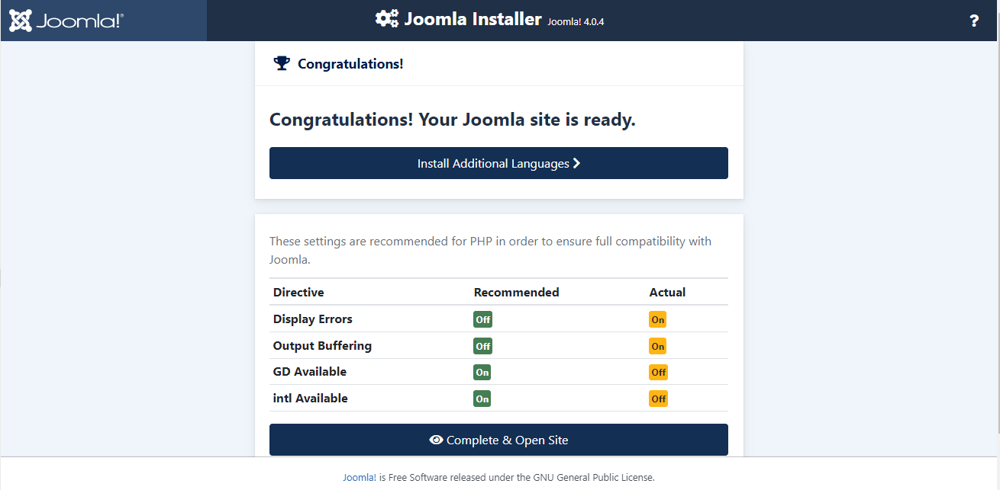 Joomla!®
Joomla Installer Joomla! 4.0.4
?
Congratulations!
Congratulations! Your Joomla site is ready.
Install Additional Languages
These settings are recommended for PHP in order to ensure full compatibility with
Joomla.
Directive Recommended Actual
Display Errors Off On
Output Buffering Off On
GD Available On Off
intl Available On Off
Complete & Open Site
Joomla! is Free Software released under the GNU General Public License.